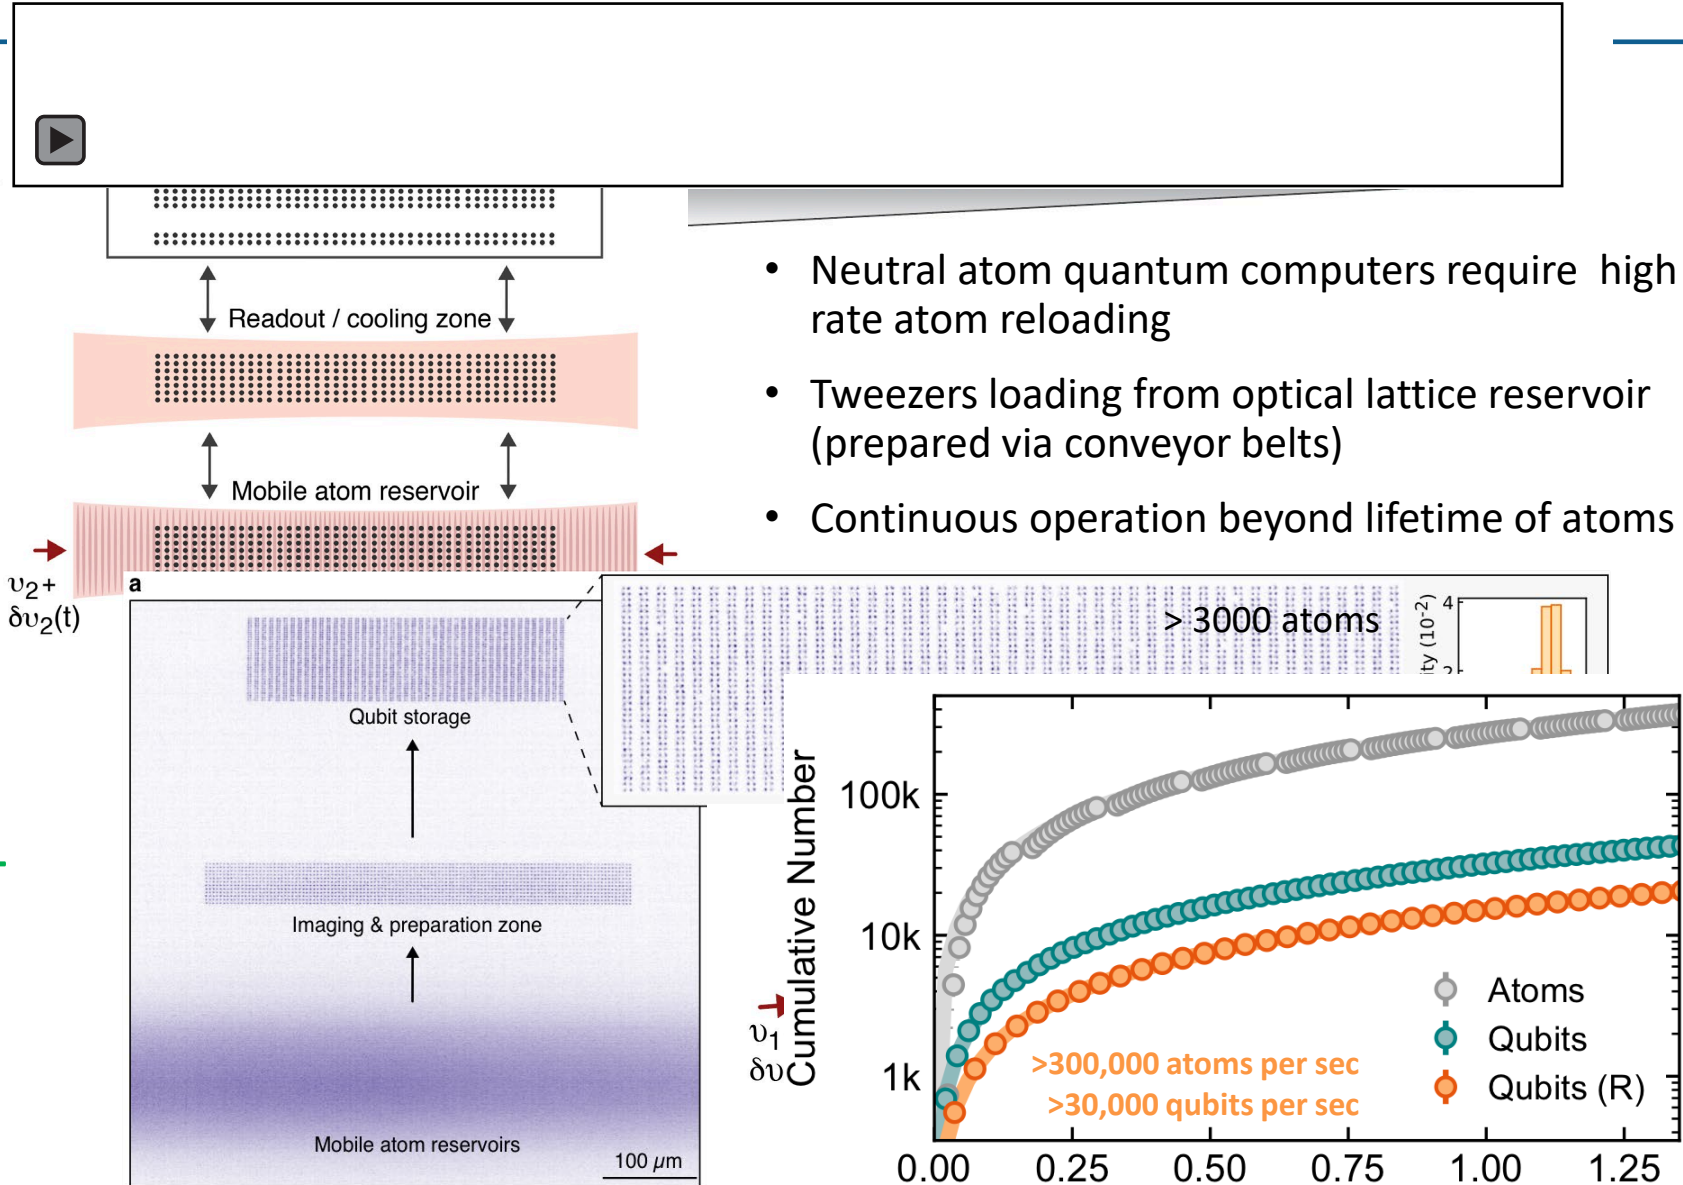 Readout / cooling zone
Mobile atom reservoir
υ2+
δυ2(t)
• Neutral atom quantum computers require  high
rate atom reloading
• Tweezers loading from optical lattice reservoir
(prepared via conveyor belts)
• Continuous operation beyond lifetime of atoms
a
Qubit storage
Imaging & preparation zone
Mobile atom reservoirs
100 µm
> 3000 atoms
(10-2)
4
2
υ1
δυ
Cumulative Number
100k
10k
1k
>300,000 atoms per sec
>30,000 qubits per sec
Atoms
Qubits
Qubits (R)
0.00 0.25 0.50 0.75 1.00 1.25